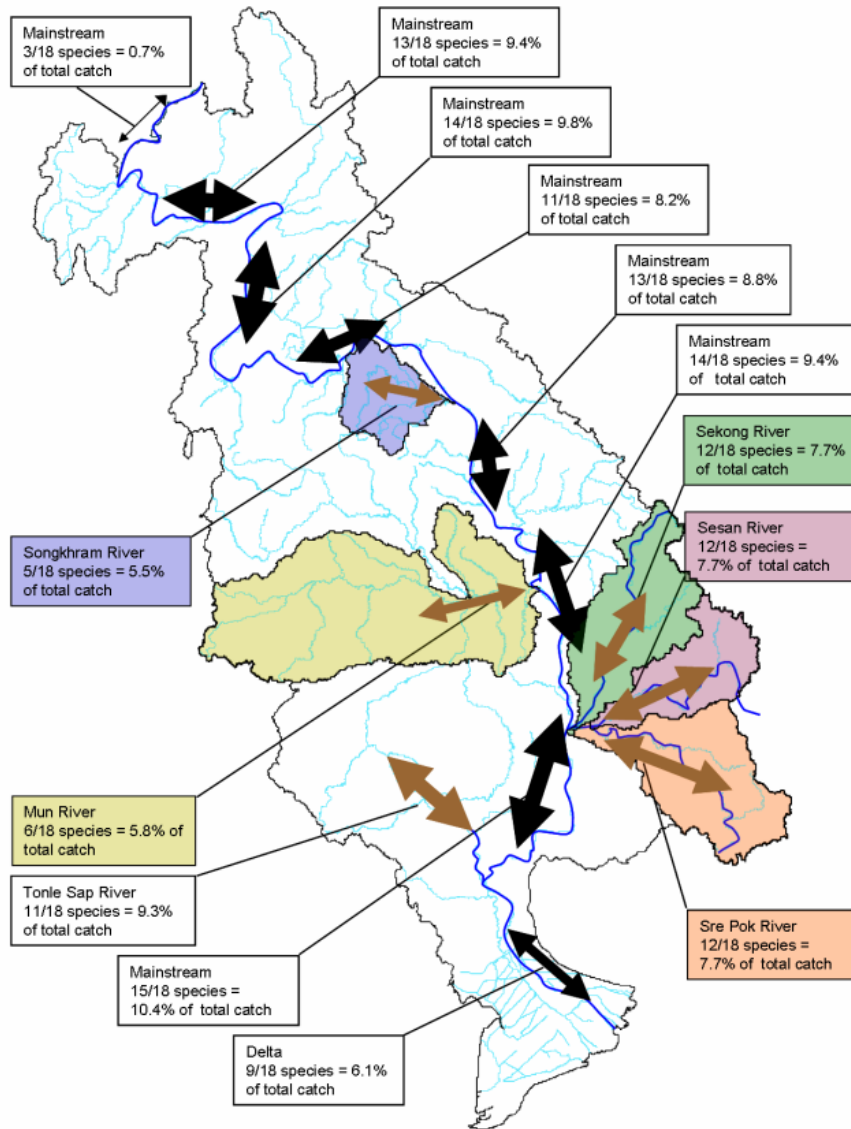 Mainstream
3/18 species = 0.7%
of total catch
Mainstream
13/18 species = 9.4%
of total catch
Mainstream
14/18 species = 9.8%
of total catch
Mainstream
11/18 species = 8.2%
of total catch
Mainstream
13/18 species = 8.8%
of total catch
Mainstream
14/18 species = 9.4%
of total catch
Sekong River
12/18 species = 7.7%
of total catch
Sesan River
12/18 species =
7.7% of total catch
Songkhram River
5/18 species = 5.5%
of total catch
Mun River
6/18 species = 5.8% of
total catch
Tonle Sap River
11/18 species = 9.3%
of total catch
Sre Pok River
12/18 species =
7.7% of total catch
Mainstream
15/18 species =
10.4% of total catch
Delta
9/18 species = 6.1%
of total catch